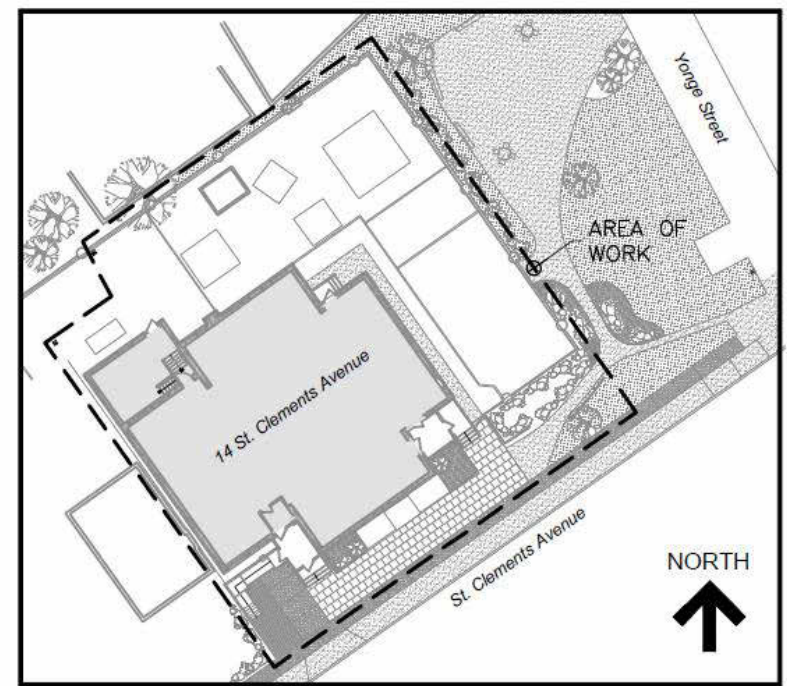 Yonge Street
AREA OF
WORK
14 St. Clements Avenue
St. Clements Avenue
NORTH